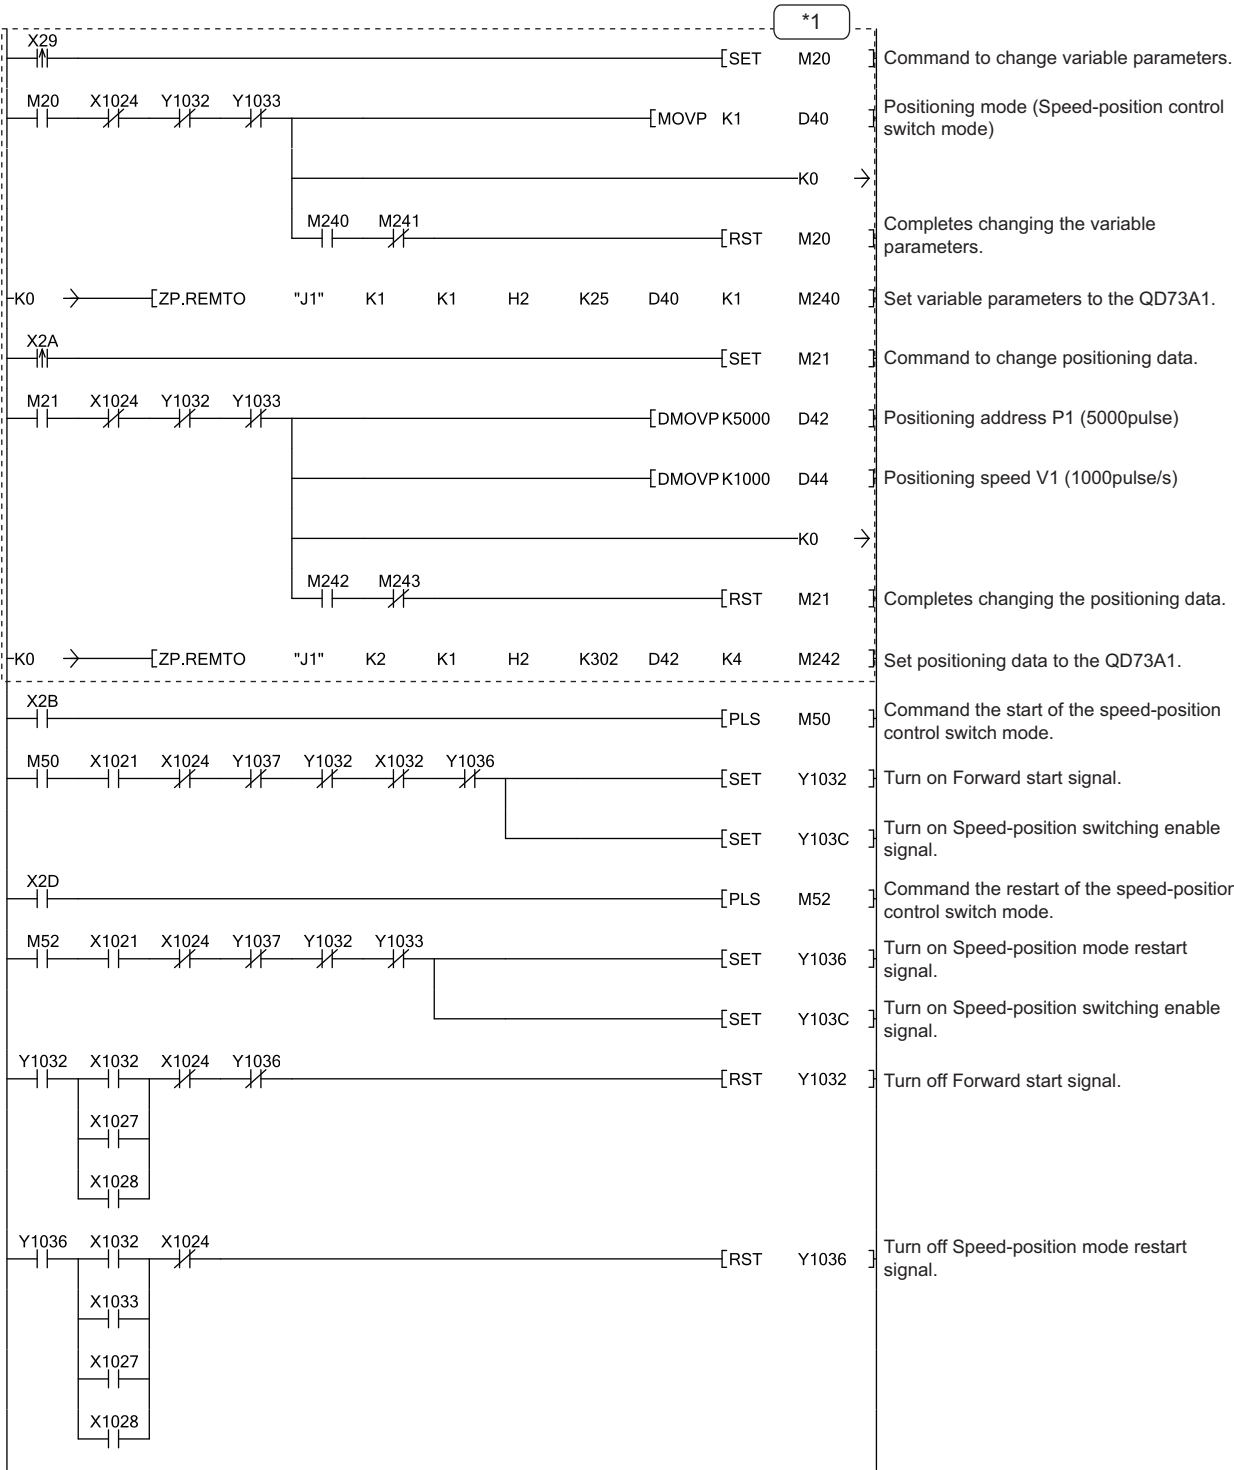 *1
X29
[SET M20 ] Command to change variable parameters.
M20 X1024 Y1032 Y1033
[MOVP K1 D40 ] Positioning mode (Speed-position control
switch mode)
K0
M240 M241
[RST M20 ] Completes changing the variable
parameters.
K0 [ZP.REMTO "J1" K1 K1 H2 K25 D40 K1 M240 ] Set variable parameters to the QD73A1.
X2A
[SET M21 ] Command to change positioning data.
M21 X1024 Y1032 Y1033
[DMOVP K5000 D42 ] Positioning address P1 (5000pulse)
[DMOVP K1000 D44 ] Positioning speed V1 (1000pulse/s)
K0
M242 M243
[RST M21 ] Completes changing the positioning data.
K0 [ZP.REMTO "J1" K2 K1 H2 K302 D42 K4 M242 ] Set positioning data to the QD73A1.
X2B
[PLS M50 ] Command the start of the speed-position
control switch mode.
M50 X1021 X1024 Y1037 Y1032 X1032 Y1036
[SET Y1032 ] Turn on Forward start signal.
[SET Y103C ] Turn on Speed-position switching enable
signal.
X2D
[PLS M52 ] Command the restart of the speed-position
control switch mode.
M52 X1021 X1024 Y1037 Y1032 Y1033
[SET Y1036 ] Turn on Speed-position mode restart
signal.
[SET Y103C ] Turn on Speed-position switching enable
signal.
Y1032 X1032 X1024 Y1036
[RST Y1032 ] Turn off Forward start signal.
X1027
X1028
Y1036 X1032 X1024
[RST Y1036 ] Turn off Speed-position mode restart
signal.
X1033
X1027
X1028